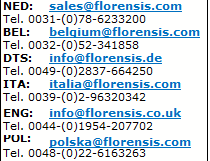 NED: sales@florensis.com
Tel. 0031-(0)78-6233200
BEL: belgium@florensis.com
Tel. 0032-(0)52-341858
DTS: info@florensis.de
Tel. 0049-(0)2837-664250
ITA: italia@florensis.com
Tel. 0039-(0)2-96320342
ENG: info@florensis.co.uk
Tel. 0044-(0)1954-207702
POL: polska@florensis.com
Tel. 0048-(0)22-6163263